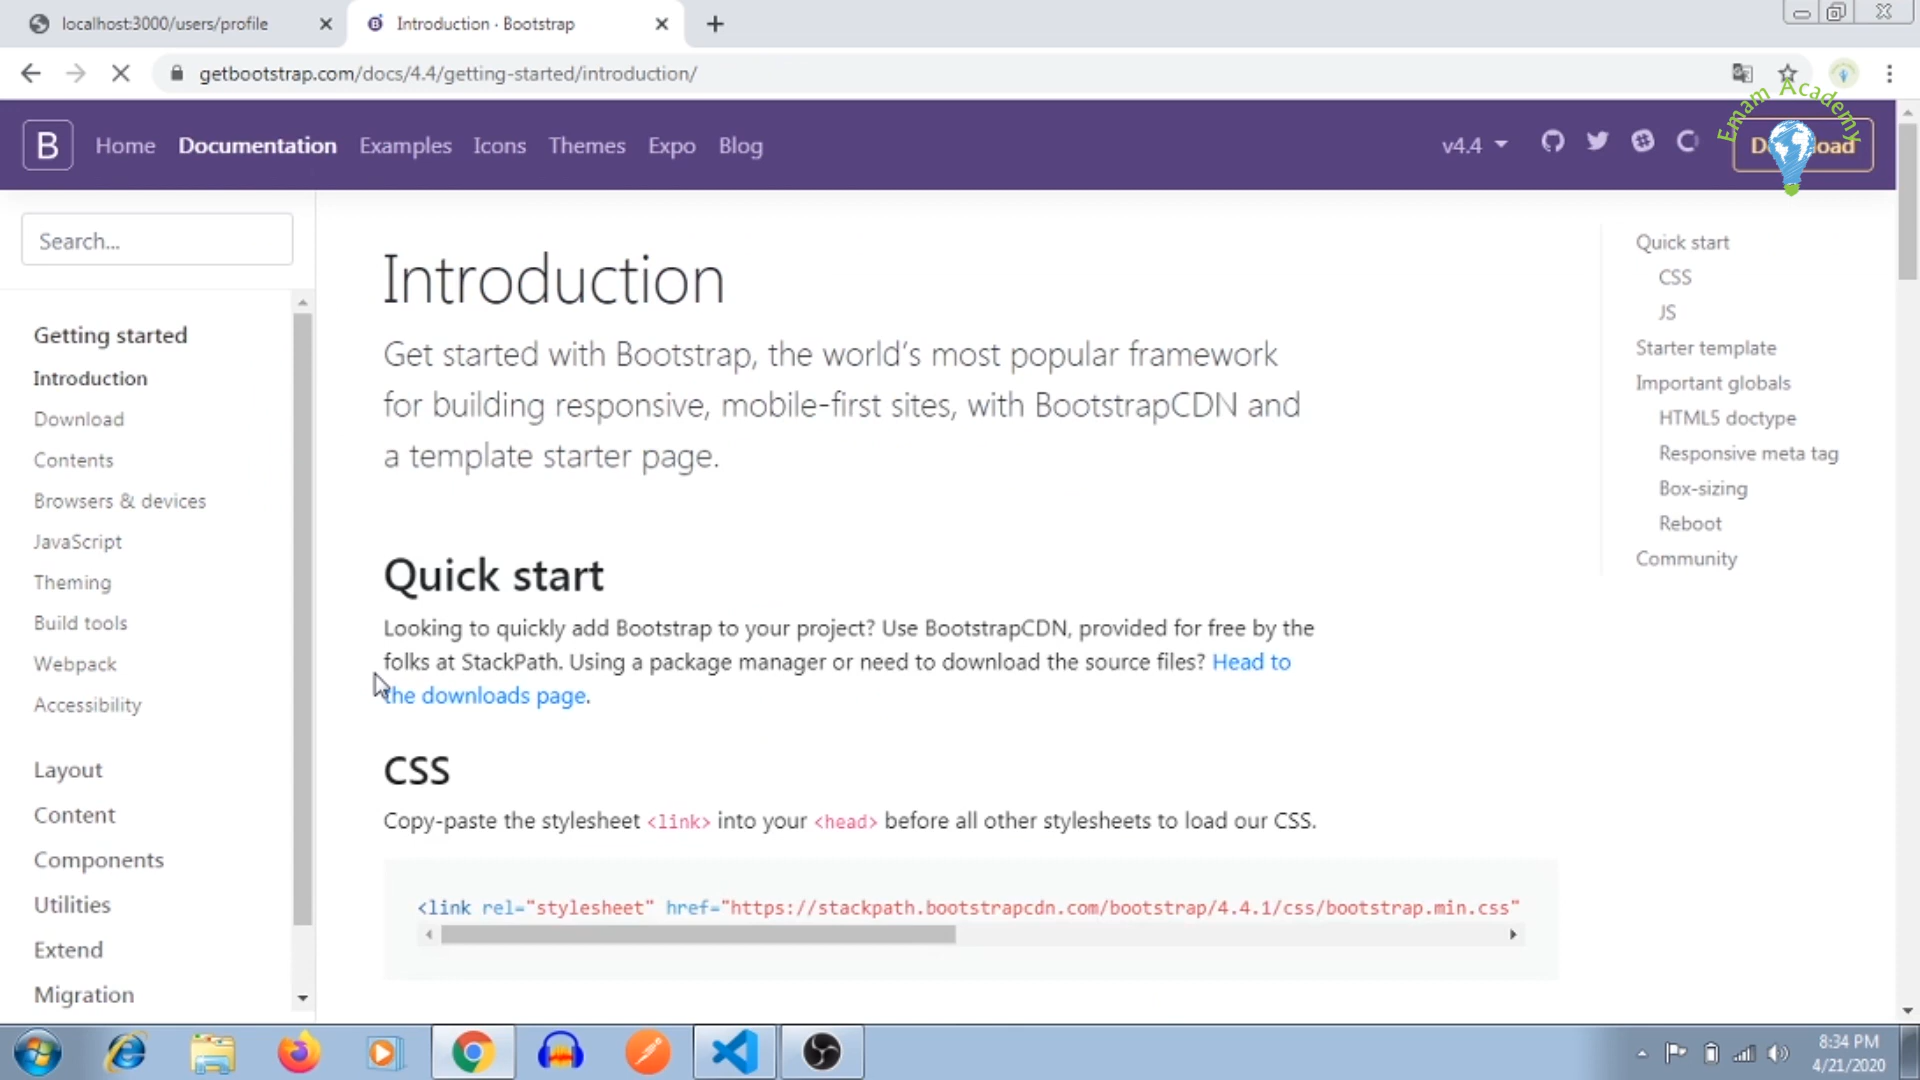 localhost:3000/users/profile
Introduction · Bootstrap
getbootstrap.com/docs/4.4/getting-started/introduction/
B
Home
Documentation
Examples
Icons
Themes
Expo
Blog
v4.4
Emam Academy
Search...
Getting started
Introduction
Download
Contents
Browsers & devices
JavaScript
Theming
Build tools
Webpack
Accessibility
Layout
Content
Components
Utilities
Extend
Migration
Introduction
Get started with Bootstrap, the world's most popular framework
for building responsive, mobile-first sites, with BootstrapCDN and
a template starter page.
Quick start
Looking to quickly add Bootstrap to your project? Use BootstrapCDN, provided for free by the
folks at StackPath. Using a package manager or need to download the source files? Head to
the downloads page.
CSS
Copy-paste the stylesheet <link> into your <head> before all other stylesheets to load our CSS.
<link rel="stylesheet" href="https://stackpath.bootstrapcdn.com/bootstrap/4.4.1/css/bootstrap.min.css"
Quick start
CSS
JS
Starter template
Important globals
HTML5 doctype
Responsive meta tag
Box-sizing
Reboot
Community
8:34 PM
4/21/2020